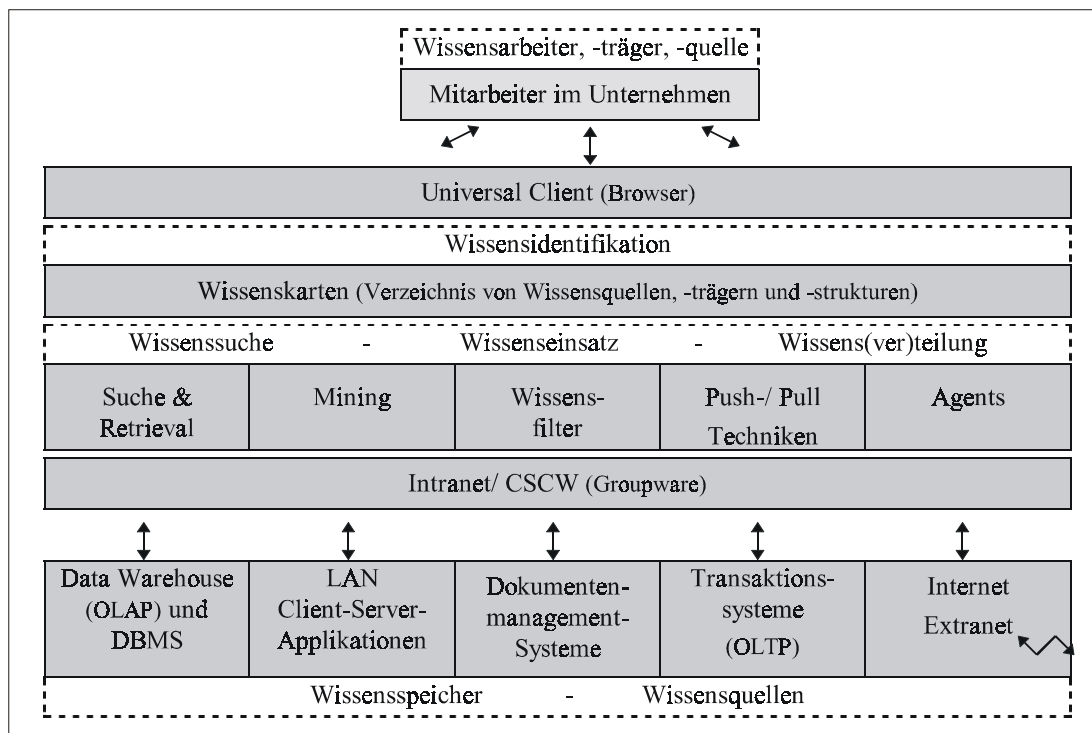 Wissensarbeiter, -träger, -quelle
Mitarbeiter im Unternehmen
Universal Client (Browser)
Wissensidentifikation
Wissenskarten (Verzeichnis von Wissensquellen, -trägern und -strukturen)
Wissenssuche - Wissenseinsatz - Wissens(ver)teilung
Suche &
Retrieval
Mining
Wissens-
filter
Push-/ Pull
Techniken
Agents
Intranet/ CSCW (Groupware)
Data Warehouse
(OLAP) und
DBMS
LAN
Client-Server-
Applikationen
Dokumenten-
management-
Systeme
Transaktions-
systeme
(OLTP)
Internet
Extranet
Wissensspeicher - Wissensquellen